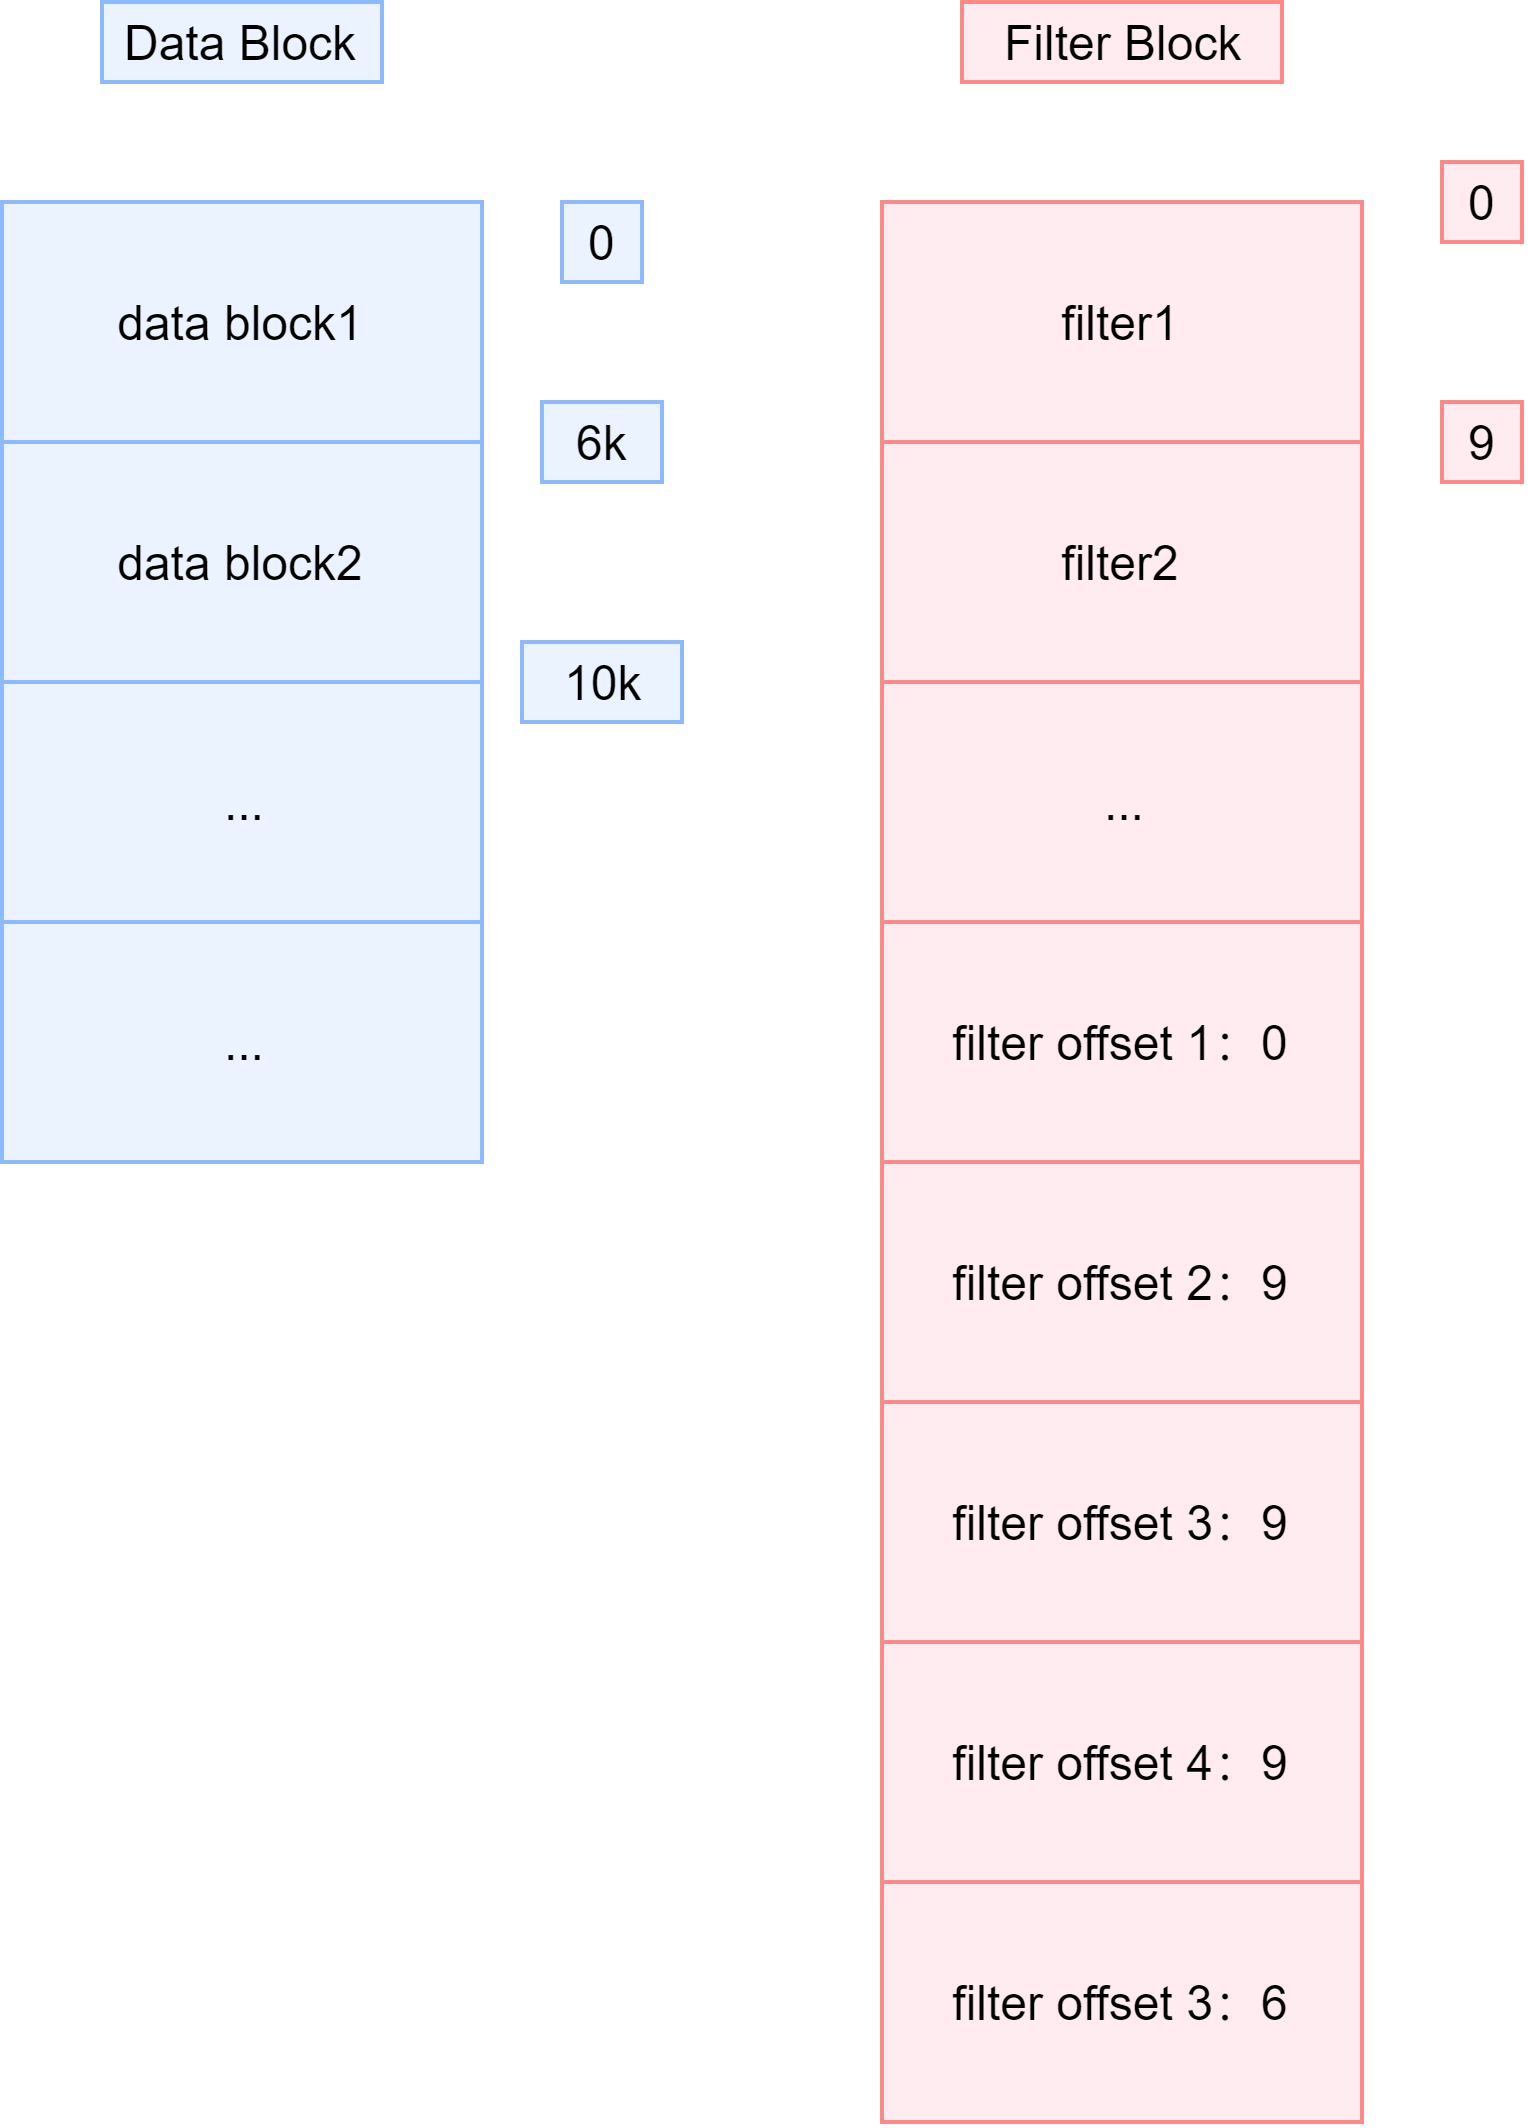 Data Block
Filter Block
0
data block1
6k
data block2
10k
...
...
0
filter1
9
filter2
...
filter offset 1：0
filter offset 2：9
filter offset 3：9
filter offset 4：9
filter offset 3：6